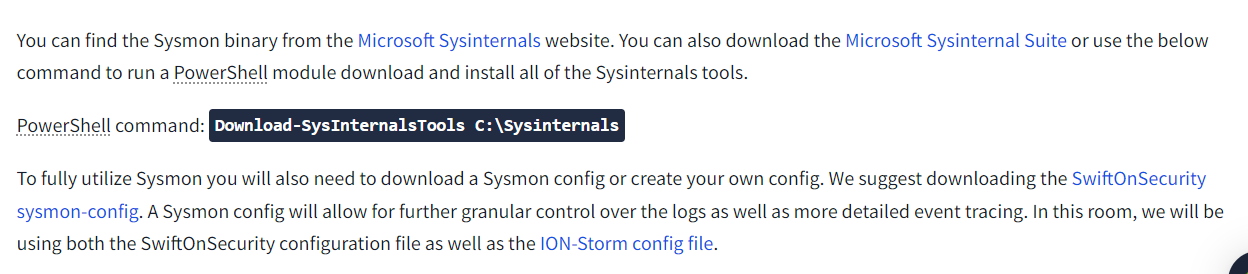 You can find the Sysmon binary from the Microsoft Sysinternals website. You can also download the Microsoft Sysinternal Suite or use the below
command to run a PowerShell module download and install all of the Sysinternals tools.
PowerShell command: Download-SysInternalsTools C:\Sysinternals
To fully utilize Sysmon you will also need to download a Sysmon config or create your own config. We suggest downloading the SwiftOnSecurity
sysmon-config. A Sysmon config will allow for further granular control over the logs as well as more detailed event tracing. In this room, we will be
using both the SwiftOnSecurity configuration file as well as the ION-Storm config file.